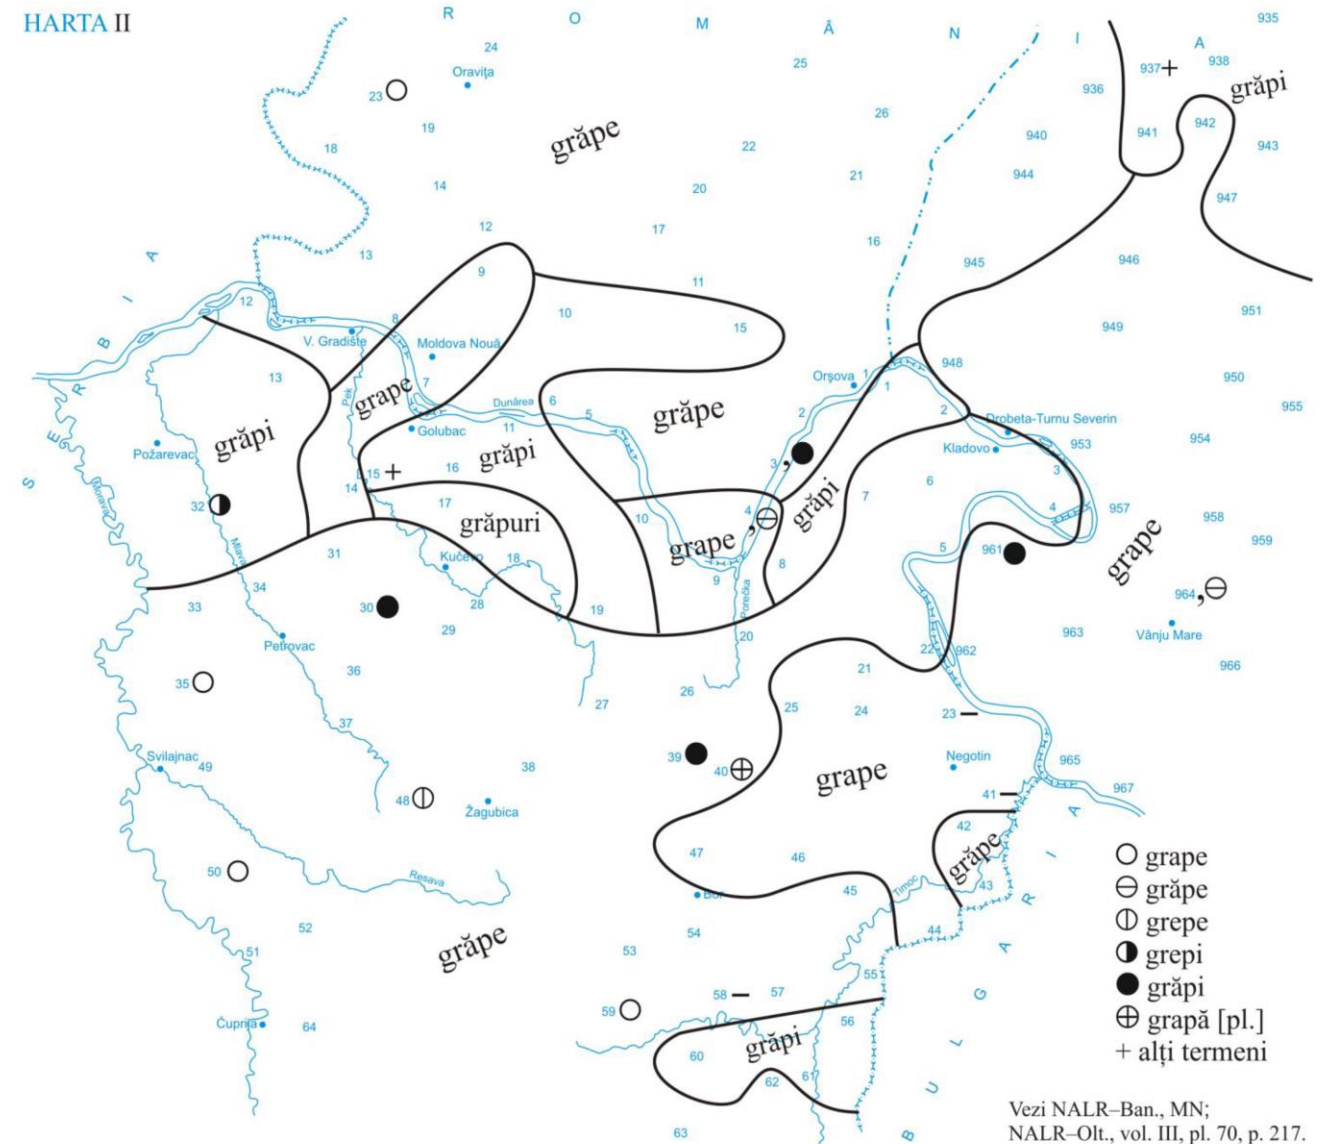 HARTA II
R O M Â N I A
935
24
Oravița
25
937 +
938
936
grăpi
23
26
942
19
18
grăpe
22
940
941
943
14
20
21
944
947
12
17
16
13
9
945
946
11
12
10
15
951
8
949
V. Gradište
Moldova Nouă
948
13
7
grape
Orșova
1
1
950
Pek
Dunărea
6
5
grăpe
2
2
955
grăpi
Golubac
11
Drobeta-Turnu Severin
953
954
Požarevac
grăpi
Kladovo
3
15 +
16
3 ,
6
3
14
17
grăpi
7
4
957
32
grăpuri
10
4
958
Morava
grape ,
grape
959
Mlava
31
Kučevo
18
9
8
5
961
34
28
Porečka
964 ,
33
30
19
29
20
963
Vânju Mare
Petrovac
22
962
966
36
21
35
26
27
25
24
23 –
37
Svilajnac
49
38
39
40
grape
Negotin
965
48
Žagubica
41 –
967
42
grăpe
47
46
50
Resava
Bor
45
Timoc
43
52
54
44
51
grăpe
53
55
58 –
57
59
56
Ćuprija
64
grăpi
60
62
61
63
S E R B I A
B U L G A R I A
grape
grăpe
grepe
grepi
grăpi
grapă [pl.]
+ alți termeni
Vezi NALR–Ban., MN;
NALR–Olt., vol. III, pl. 70, p. 217.